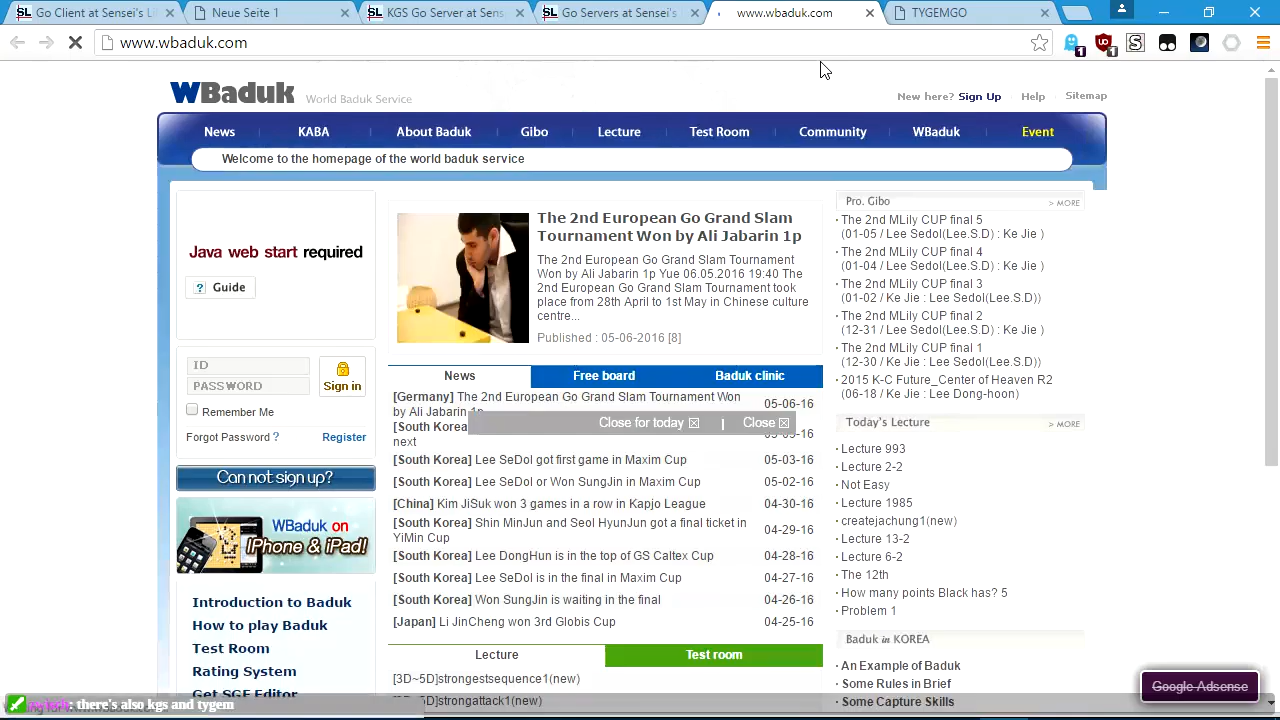 Go Client at Sensei's Li
Neue Seite 1
KGS Go Server at Sens
Go Servers at Sensei's
www.wbaduk.com
TYGEMGO
www.wbaduk.com
WBaduk World Baduk Service
New here? Sign Up Help Sitemap
News KABA About Baduk Gibo Lecture Test Room Community WBaduk Event
Welcome to the homepage of the world baduk service
Java web start required
? Guide
ID
PASSWORD
Sign in
Remember Me
Forgot Password ? Register
Can not sign up?
WBaduk on
iPhone & iPad!
Introduction to Baduk
How to play Baduk
Test Room
Rating System
Get SGF Editor
The 2nd European Go Grand Slam
Tournament Won by Ali Jabarin 1p
The 2nd European Go Grand Slam Tournament
Won by Ali Jabarin 1p Yue 06.05.2016 19:40 The
2nd European Go Grand Slam Tournament took
place from 28th April to 1st May in Chinese culture
centre...
Published : 05-06-2016 [8]
News Free board Baduk clinic
[Germany] The 2nd European Go Grand Slam Tournament Won 05-06-16
by Ali Jabarin 1p
Close for today | Close
[South Korea
next
[South Korea] Lee SeDol got first game in Maxim Cup 05-03-16
[South Korea] Lee SeDol or Won SungJin in Maxim Cup 05-02-16
[China] Kim JiSuk won 3 games in a row in Kapjo League 04-30-16
[South Korea] Shin MinJun and Seol HyunJun got a final ticket in 04-29-16
YiMin Cup
[South Korea] Lee DongHun is in the top of GS Caltex Cup 04-28-16
[South Korea] Lee SeDol is in the final in Maxim Cup 04-27-16
[South Korea] Won SungJin is waiting in the final 04-26-16
[Japan] Li JinCheng won 3rd Globis Cup 04-25-16
Lecture Test room
[3D~5D]strongestsequence1(new)
[3D~5D]strongattack1(new)
Pro. Gibo > MORE
The 2nd MLily CUP final 5
(01-05 / Lee Sedol(Lee.S.D) : Ke Jie )
The 2nd MLily CUP final 4
(01-04 / Lee Sedol(Lee.S.D) : Ke Jie )
The 2nd MLily CUP final 3
(01-02 / Ke Jie : Lee Sedol(Lee.S.D))
The 2nd MLily CUP final 2
(12-31 / Lee Sedol(Lee.S.D) : Ke Jie )
The 2nd MLily CUP final 1
(12-30 / Ke Jie : Lee Sedol(Lee.S.D))
2015 K-C Future_Center of Heaven R2
(06-18 / Ke Jie : Lee Dong-hoon)
Today's Lecture > MORE
Lecture 993
Lecture 2-2
Not Easy
Lecture 1985
createjachung1(new)
Lecture 13-2
Lecture 6-2
The 12th
How many points Black has? 5
Problem 1
Baduk in KOREA
An Example of Baduk
Some Rules in Brief
Some Capture Skills
Google Adsense
: there's also kgs and tygem